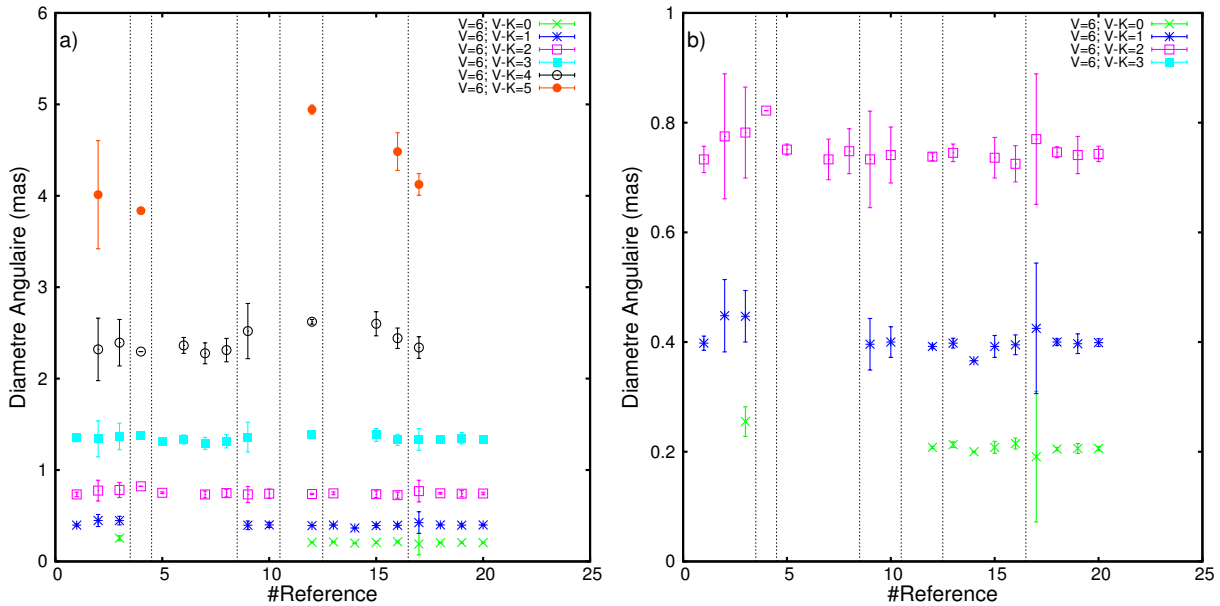 a)
V=6; V-K=0
V=6; V-K=1
V=6; V-K=2
V=6; V-K=3
V=6; V-K=4
V=6; V-K=5
6
5
4
3
2
1
0
Diametre Angulaire (mas)
0 5 10 15 20 25
#Reference
b)
V=6; V-K=0
V=6; V-K=1
V=6; V-K=2
V=6; V-K=3
1
0.8
0.6
0.4
0.2
0
Diametre Angulaire (mas)
0 5 10 15 20 25
#Reference